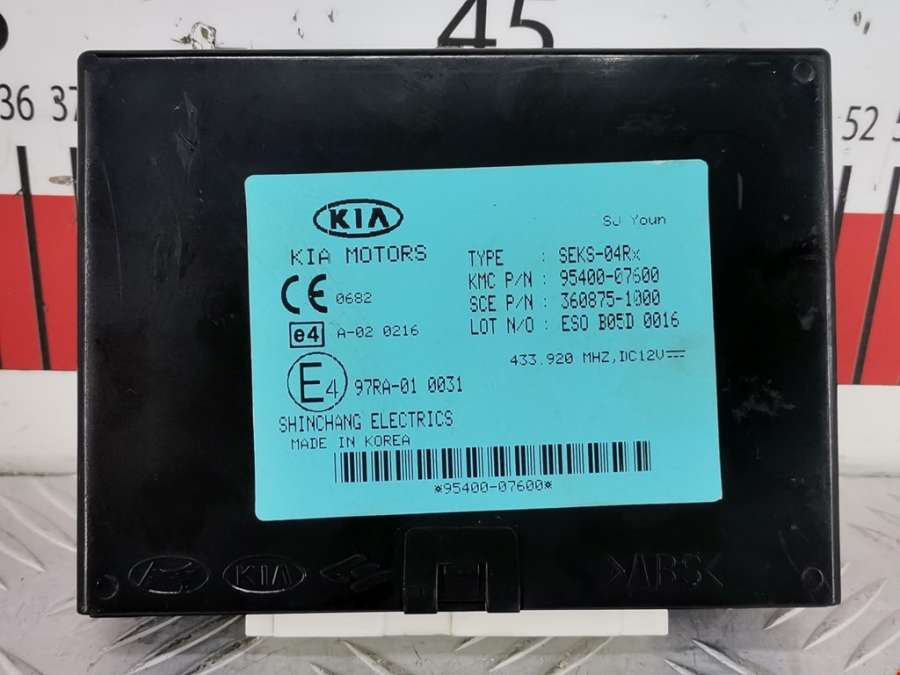 45
36 37
52 5
KIA
SJ Youn
KIA MOTORS
TYPE : SEKS-04Rx
KMC P/N : 95400-07600
SCE P/N : 360875-1000
LOT N/O : ESO B05D 0016
CE 0682
e4 A-02 0216
433.920 MHZ,DC12V
E4 97RA-01 0031
SHINCHANG ELECTRICS
MADE IN KOREA
*95400-07600*
KIA
>ABS<